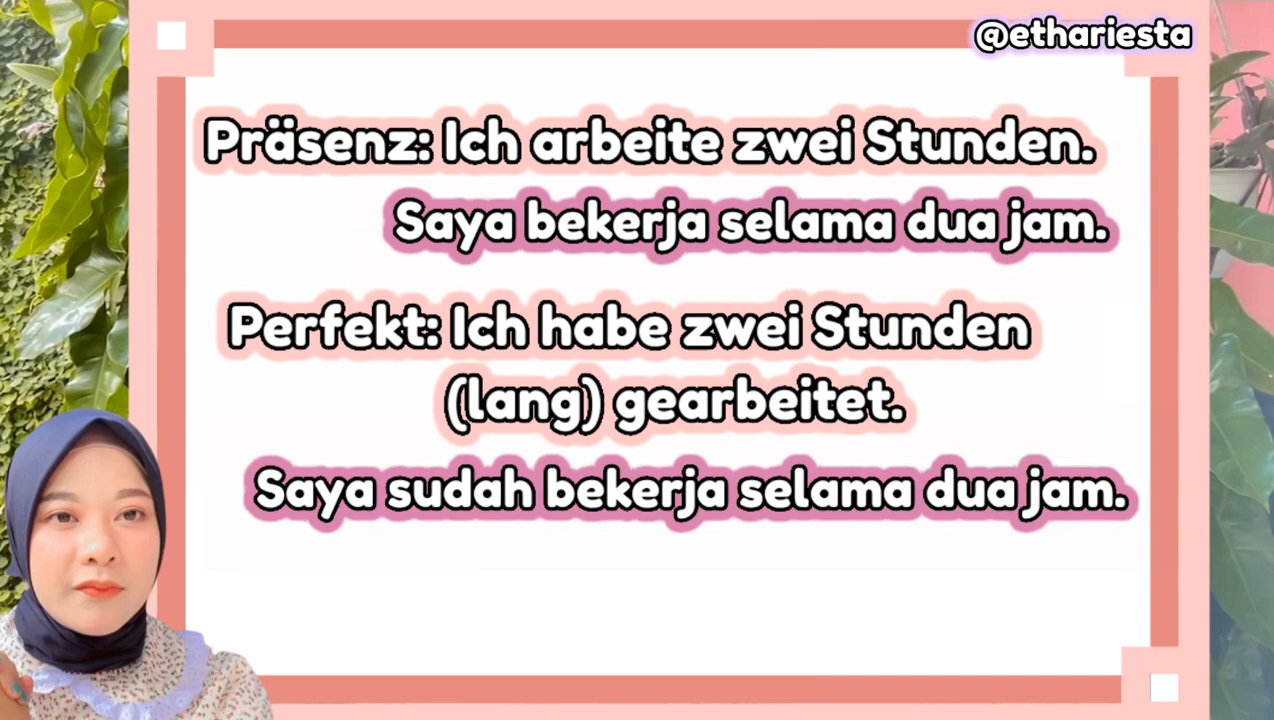 @ethariesta
Präsenz: Ich arbeite zwei Stunden.
Saya bekerja selama dua jam.
Perfekt: Ich habe zwei Stunden
(lang) gearbeitet.
Saya sudah bekerja selama dua jam.